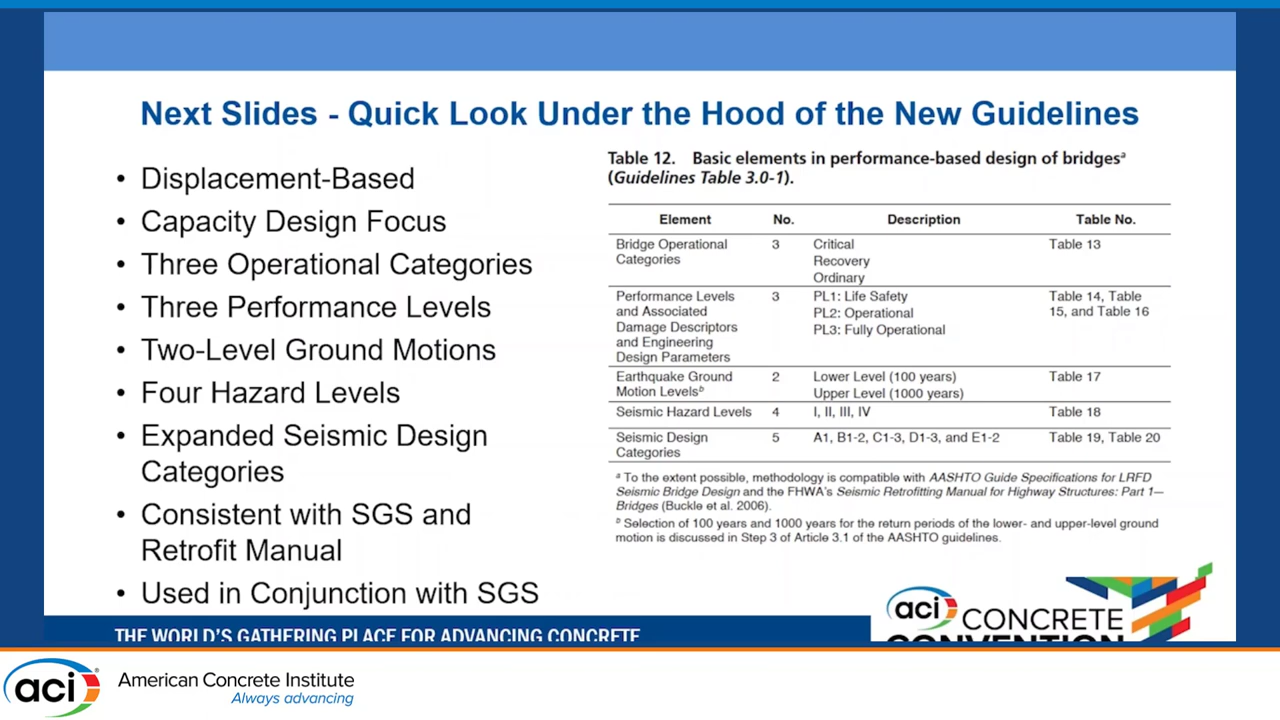 Next Slides - Quick Look Under the Hood of the New Guidelines
• Displacement-Based
• Capacity Design Focus
• Three Operational Categories
• Three Performance Levels
• Two-Level Ground Motions
• Four Hazard Levels
• Expanded Seismic Design
Categories
• Consistent with SGS and
Retrofit Manual
• Used in Conjunction with SGS
Table 12. Basic elements in performance-based design of bridgesᵃ
(Guidelines Table 3.0-1).
Element No. Description Table No.
Bridge Operational 3 Critical Table 13
Categories Recovery
Ordinary
Performance Levels 3 PL1: Life Safety Table 14, Table
and Associated PL2: Operational 15, and Table 16
Damage Descriptors PL3: Fully Operational
and Engineering
Design Parameters
Earthquake Ground 2 Lower Level (100 years) Table 17
Motion Levelsᵇ Upper Level (1000 years)
Seismic Hazard Levels 4 I, II, III, IV Table 18
Seismic Design 5 A1, B1-2, C1-3, D1-3, and E1-2 Table 19, Table 20
Categories
ᵃ To the extent possible, methodology is compatible with AASHTO Guide Specifications for LRFD
Seismic Bridge Design and the FHWA's Seismic Retrofitting Manual for Highway Structures: Part 1—
Bridges (Buckle et al. 2006).
ᵇ Selection of 100 years and 1000 years for the return periods of the lower- and upper-level ground
motion is discussed in Step 3 of Article 3.1 of the AASHTO guidelines.
THE WORLD'S GATHERING PLACE FOR ADVANCING CONCRETE
aci CONCRETE
CONVENTION
aci® American Concrete Institute
Always advancing